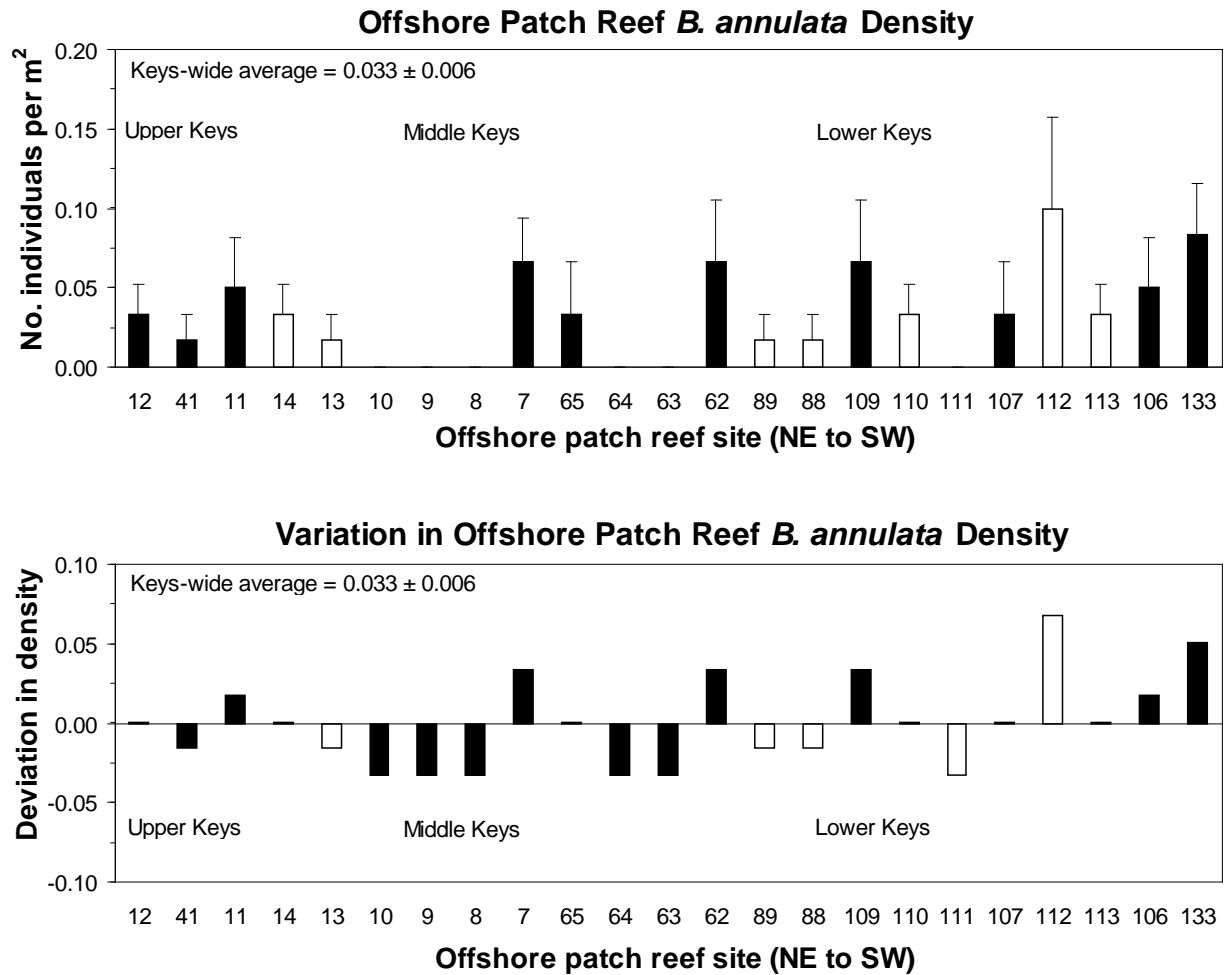 Offshore Patch Reef B. annulata Density
No. individuals per m²
0.20
0.15
0.10
0.05
0.00
Keys-wide average = 0.033 ± 0.006
Upper Keys
Middle Keys
Lower Keys
12 41 11 14 13 10 9 8 7 65 64 63 62 89 88 109 110 111 107 112 113 106 133
Offshore patch reef site (NE to SW)
Variation in Offshore Patch Reef B. annulata Density
Deviation in density
0.10
0.05
0.00
-0.05
-0.10
Keys-wide average = 0.033 ± 0.006
Upper Keys
Middle Keys
Lower Keys
12 41 11 14 13 10 9 8 7 65 64 63 62 89 88 109 110 111 107 112 113 106 133
Offshore patch reef site (NE to SW)